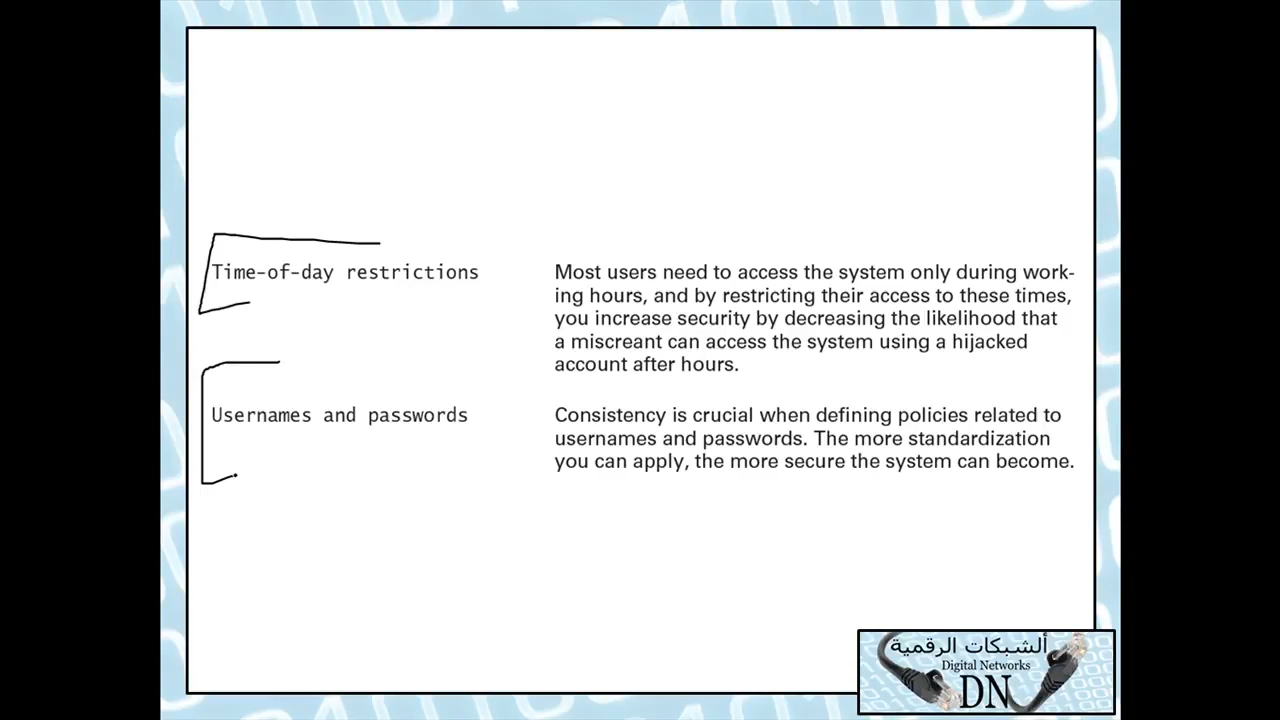 Time-of-day restrictions
Most users need to access the system only during work-
ing hours, and by restricting their access to these times,
you increase security by decreasing the likelihood that
a miscreant can access the system using a hijacked
account after hours.
Usernames and passwords
Consistency is crucial when defining policies related to
usernames and passwords. The more standardization
you can apply, the more secure the system can become.
ألشبكات الرقمية
Digital Networks
DN